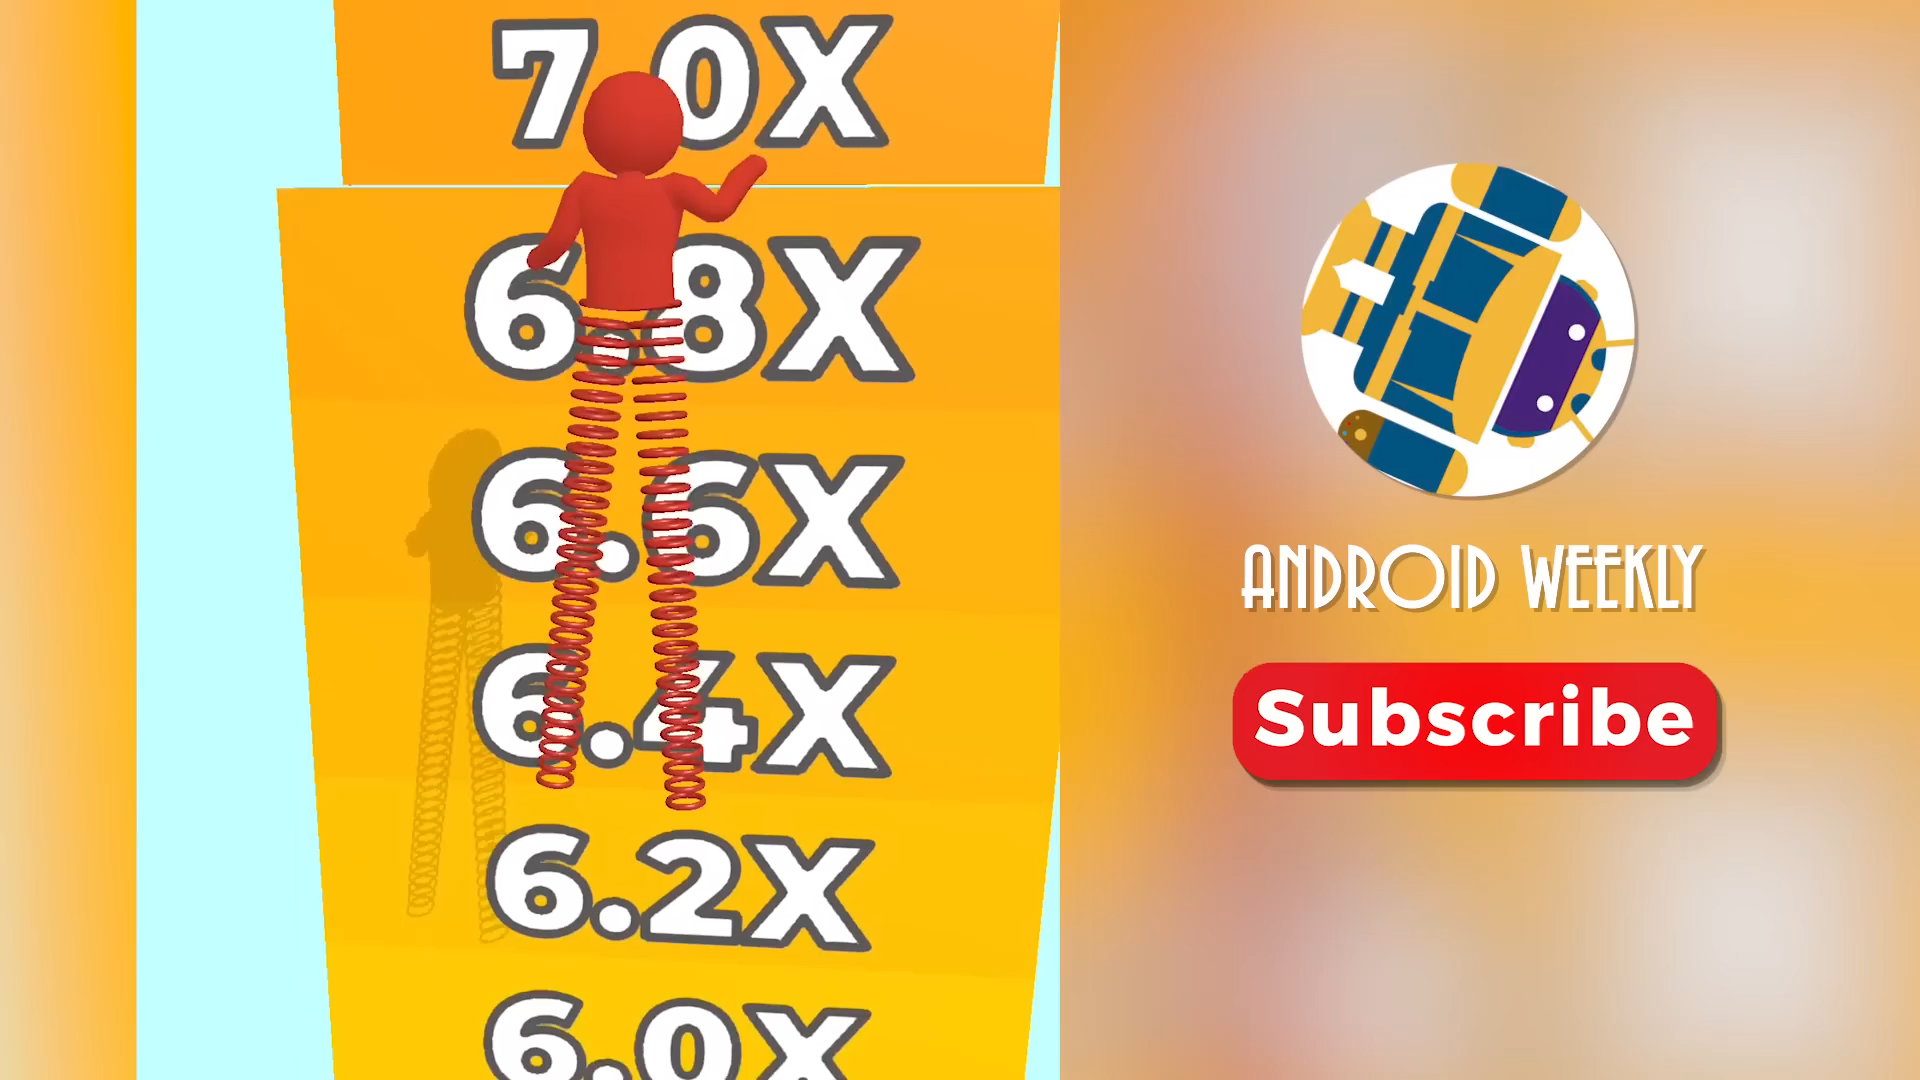 7.0X
6.8X
6.6X
6.4X
6.2X
6.0X
ANDROID WEEKLY
Subscribe